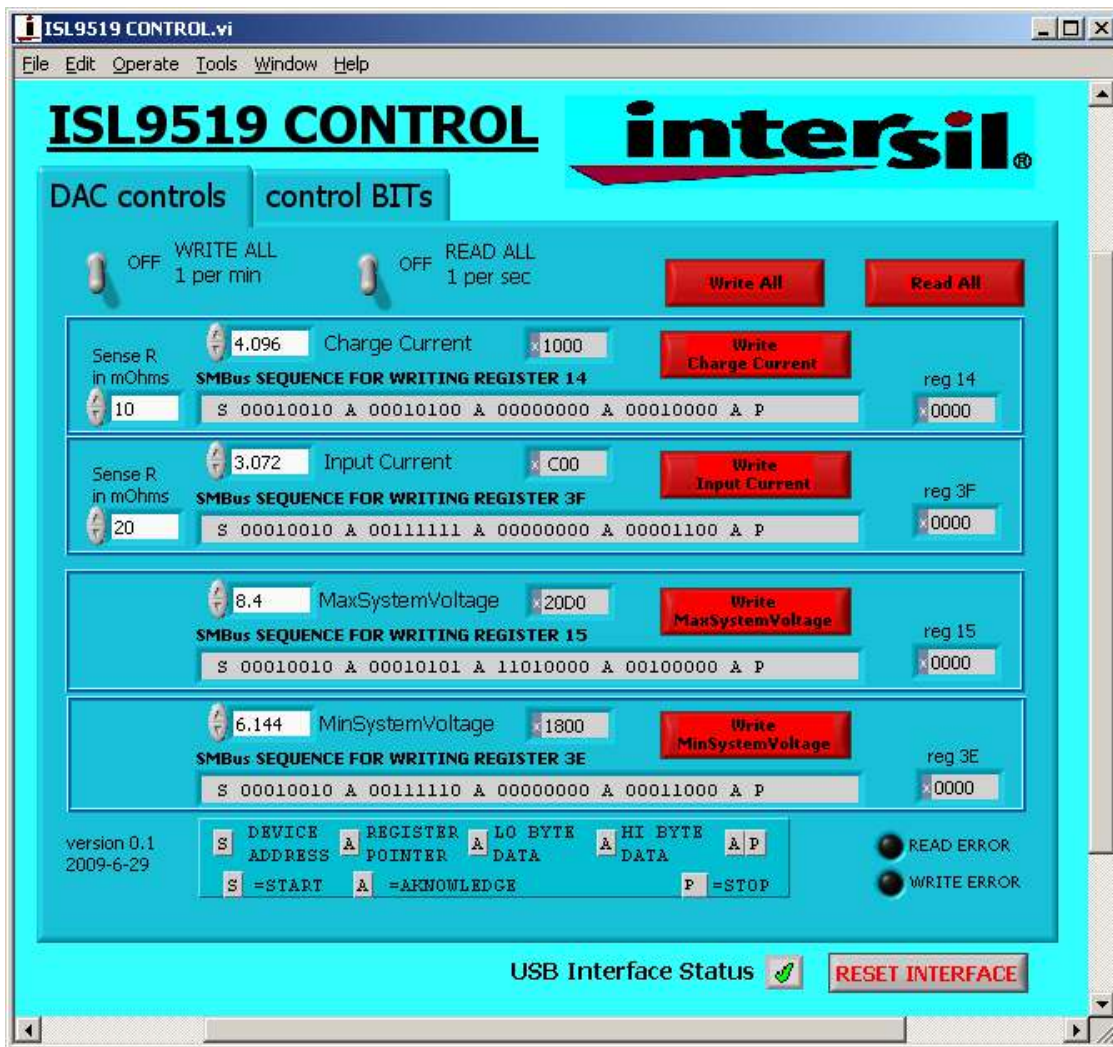 ISL9519 CONTROL.vi
File Edit Operate Tools Window Help
ISL9519 CONTROL
intersil®
DAC controls
control BITs
OFF
WRITE ALL
1 per min
OFF
READ ALL
1 per sec
Write All
Read All
Sense R
in mOhms
10
4.096 Charge Current x1000
Write
Charge Current
SMBus SEQUENCE FOR WRITING REGISTER 14
S 00010010 A 00010100 A 00000000 A 00010000 A P
reg 14
x0000
Sense R
in mOhms
20
3.072 Input Current x C00
Write
Input Current
SMBus SEQUENCE FOR WRITING REGISTER 3F
S 00010010 A 00111111 A 00000000 A 00001100 A P
reg 3F
x0000
8.4 MaxSystemVoltage x20D0
Write
MaxSystemVoltage
SMBus SEQUENCE FOR WRITING REGISTER 15
S 00010010 A 00010101 A 11010000 A 00100000 A P
reg 15
x0000
6.144 MinSystemVoltage x1800
Write
MinSystemVoltage
SMBus SEQUENCE FOR WRITING REGISTER 3E
S 00010010 A 00111110 A 00000000 A 00011000 A P
reg 3E
x0000
version 0.1
2009-6-29
S DEVICE ADDRESS A REGISTER POINTER A LO BYTE DATA A HI BYTE DATA A P
S =START A =AKNOWLEDGE P =STOP
READ ERROR
WRITE ERROR
USB Interface Status
RESET INTERFACE